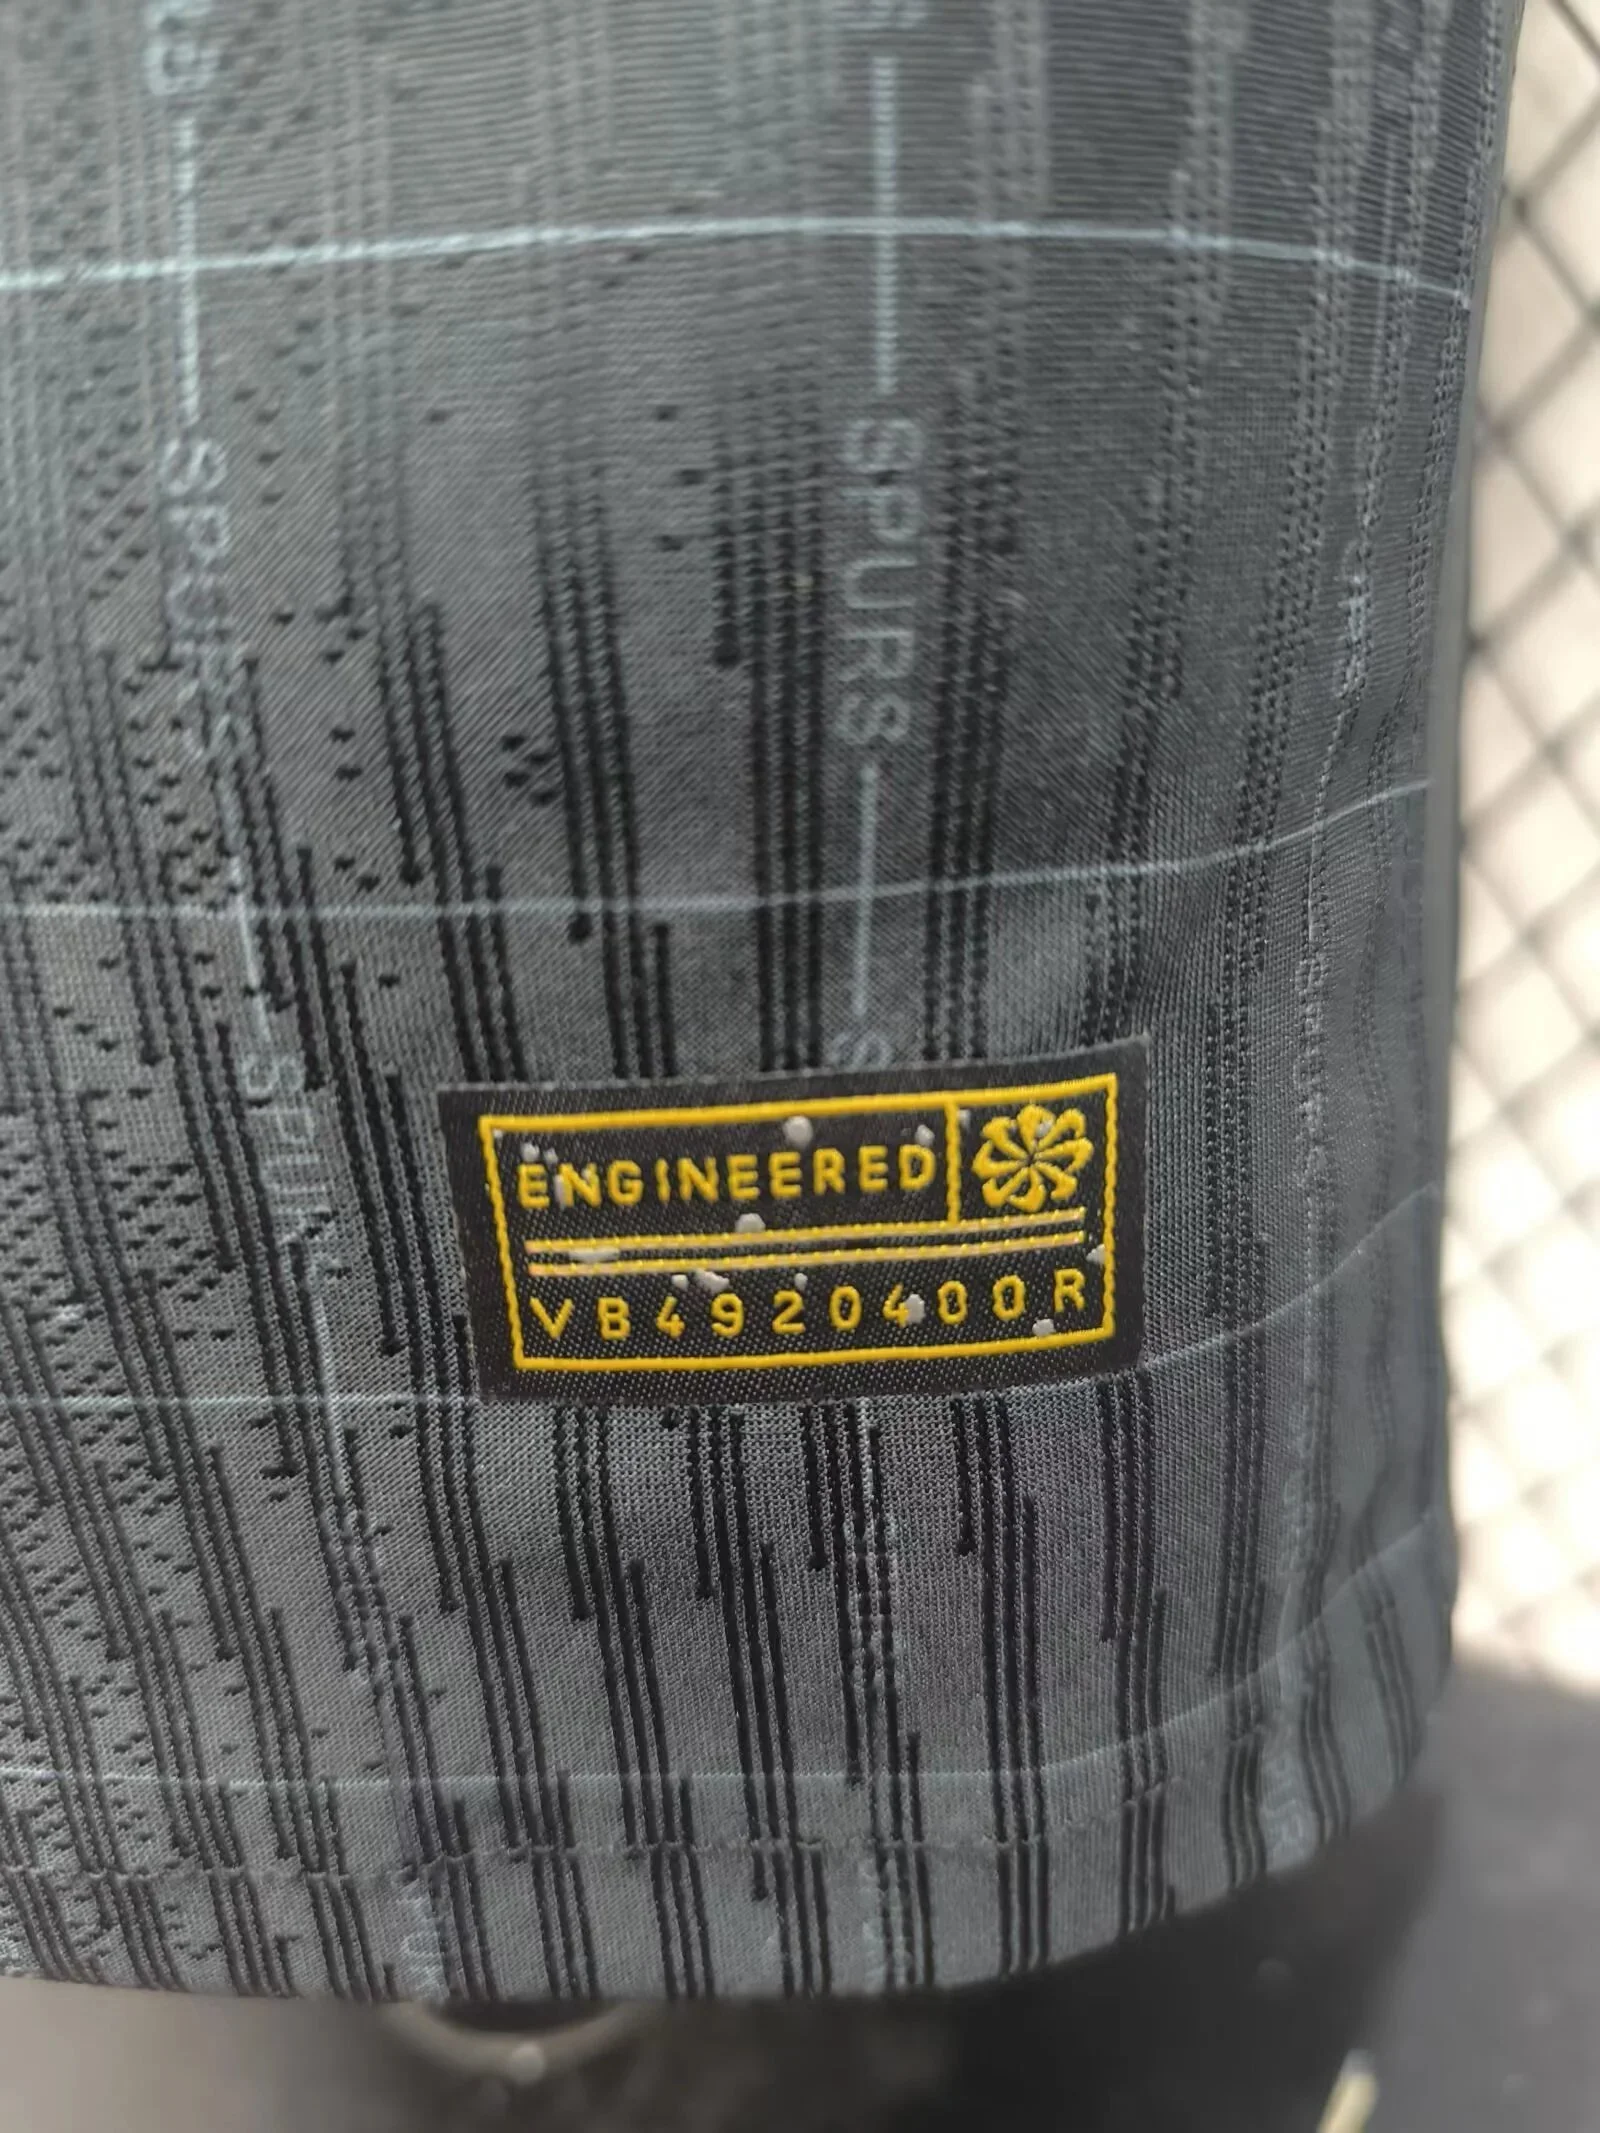 SPURS
SPURS
ENGINEERED
VB4920400R